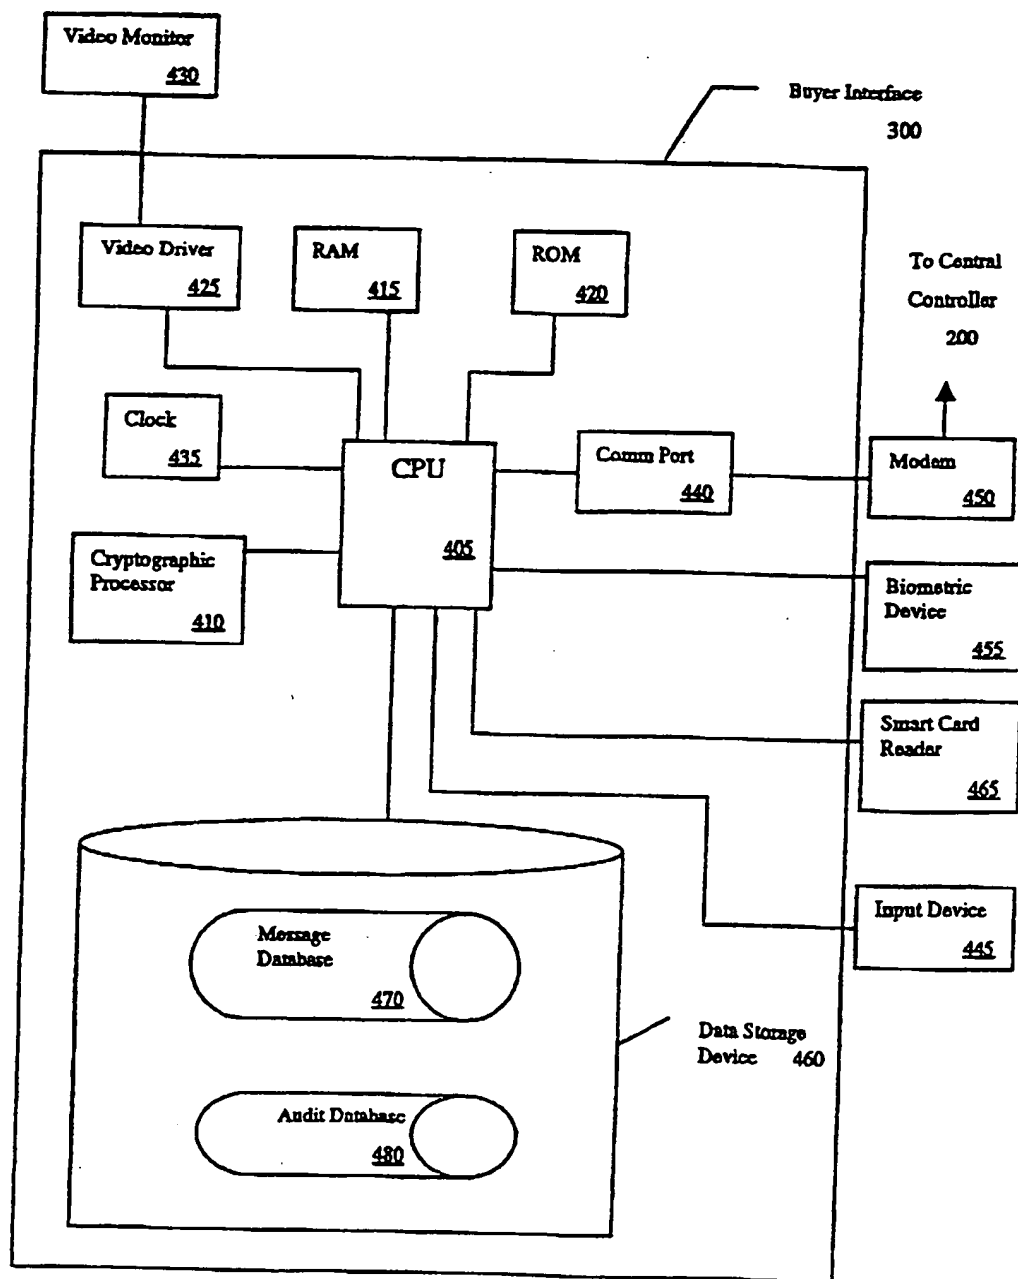 Video Monitor
430
Buyer Interface
300
Video Driver
425
RAM
415
ROM
420
To Central
Controller
200
Clock
435
CPU
405
Comm Port
440
Modem
450
Cryptographic
Processor
410
Biometric
Device
455
Smart Card
Reader
465
Input Device
445
Message
Database
470
Data Storage
Device 460
Audit Database
480